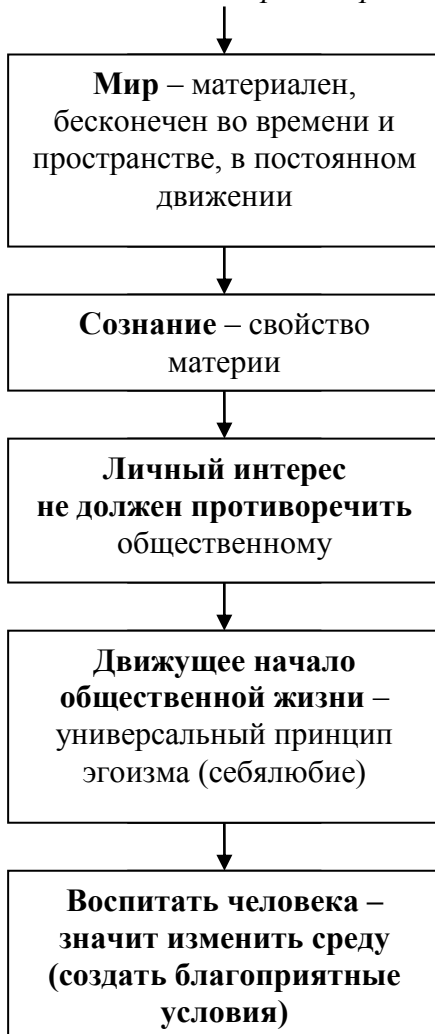 Мир – материален,
бесконечен во времени и
пространстве, в постоянном
движении
Сознание – свойство
материи
Личный интерес
не должен противоречить
общественному
Движущее начало
общественной жизни –
универсальный принцип
эгоизма (себялюбие)
Воспитать человека –
значит изменить среду
(создать благоприятные
условия)